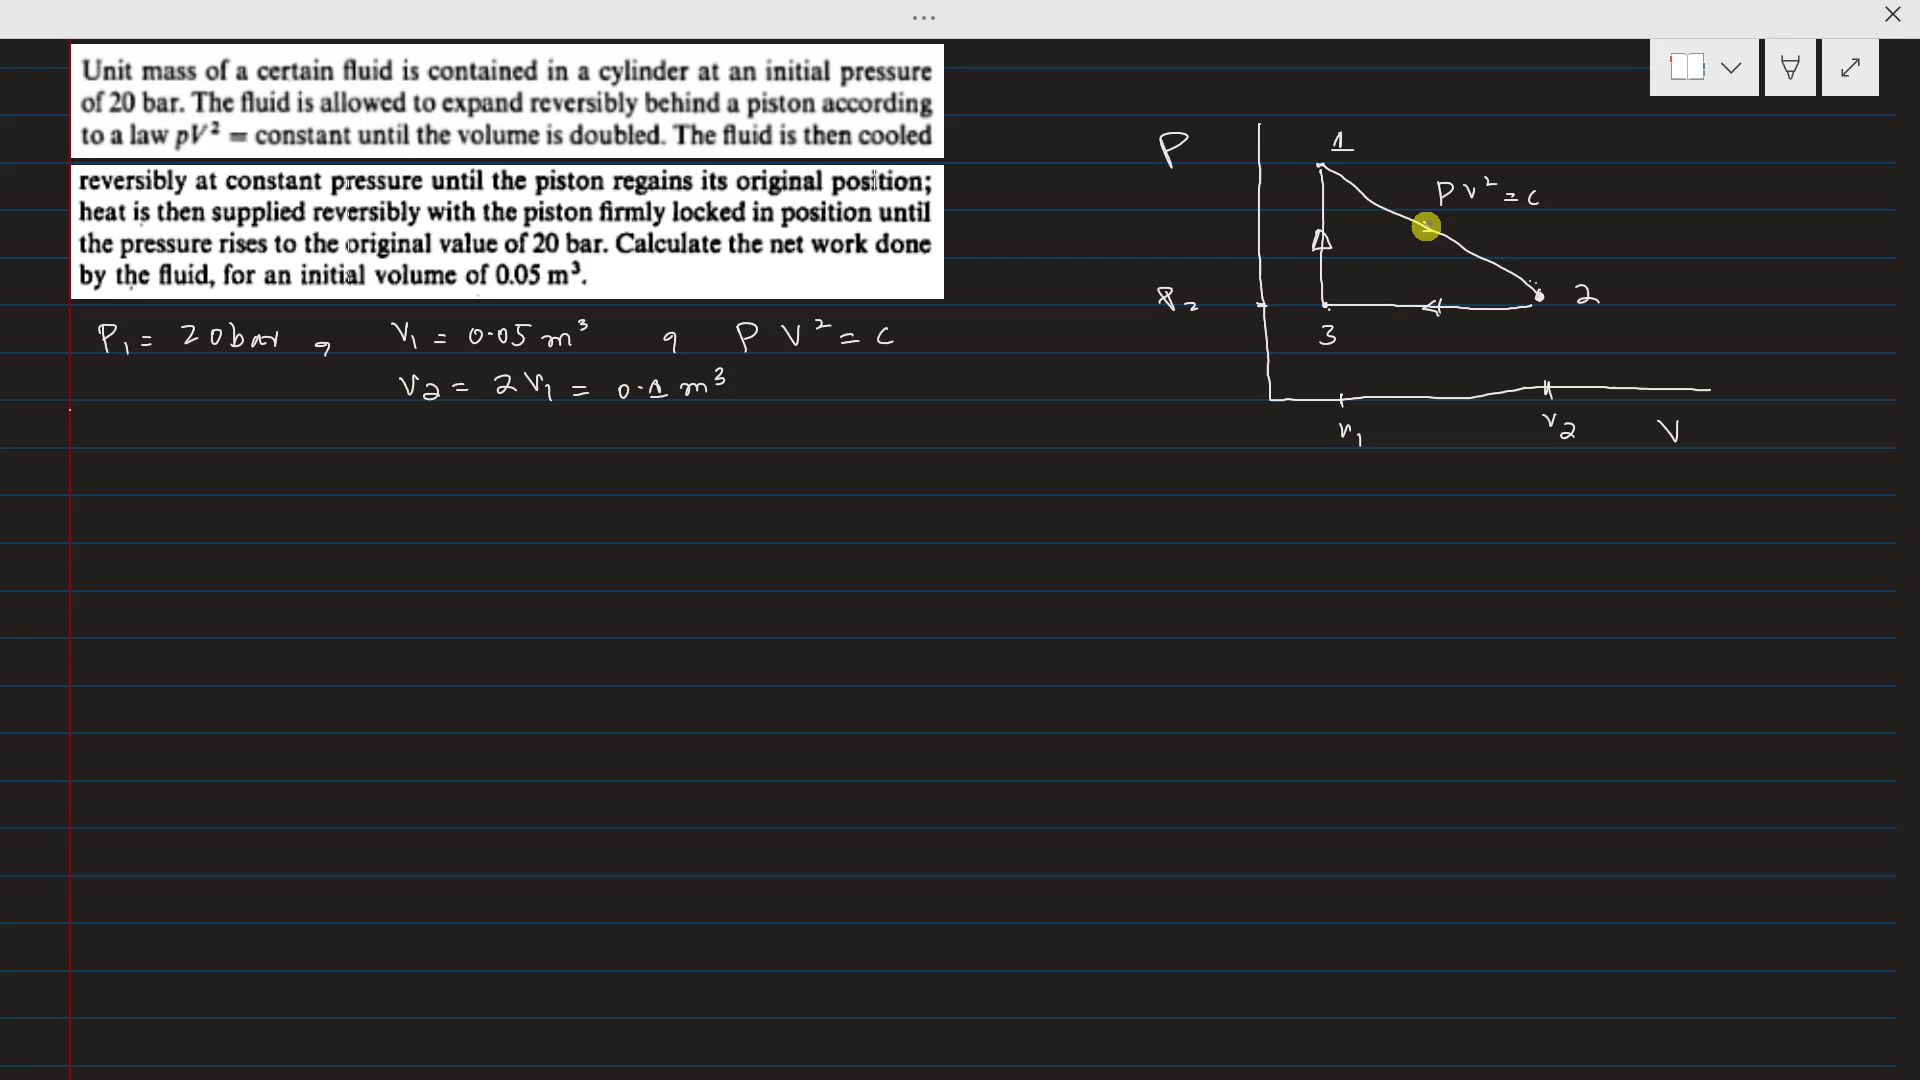 Unit mass of a certain fluid is contained in a cylinder at an initial pressure
of 20 bar. The fluid is allowed to expand reversibly behind a piston according
to a law pV² = constant until the volume is doubled. The fluid is then cooled
reversibly at constant pressure until the piston regains its original position;
heat is then supplied reversibly with the piston firmly locked in position until
the pressure rises to the original value of 20 bar. Calculate the net work done
by the fluid, for an initial volume of 0.05 m³.
P₁ = 20 bar, V₁ = 0.05 m³, PV² = c
V₂ = 2V₁ = 0.1 m³
P
1
PV² = c
P₂
2
3
V₁
V₂
V